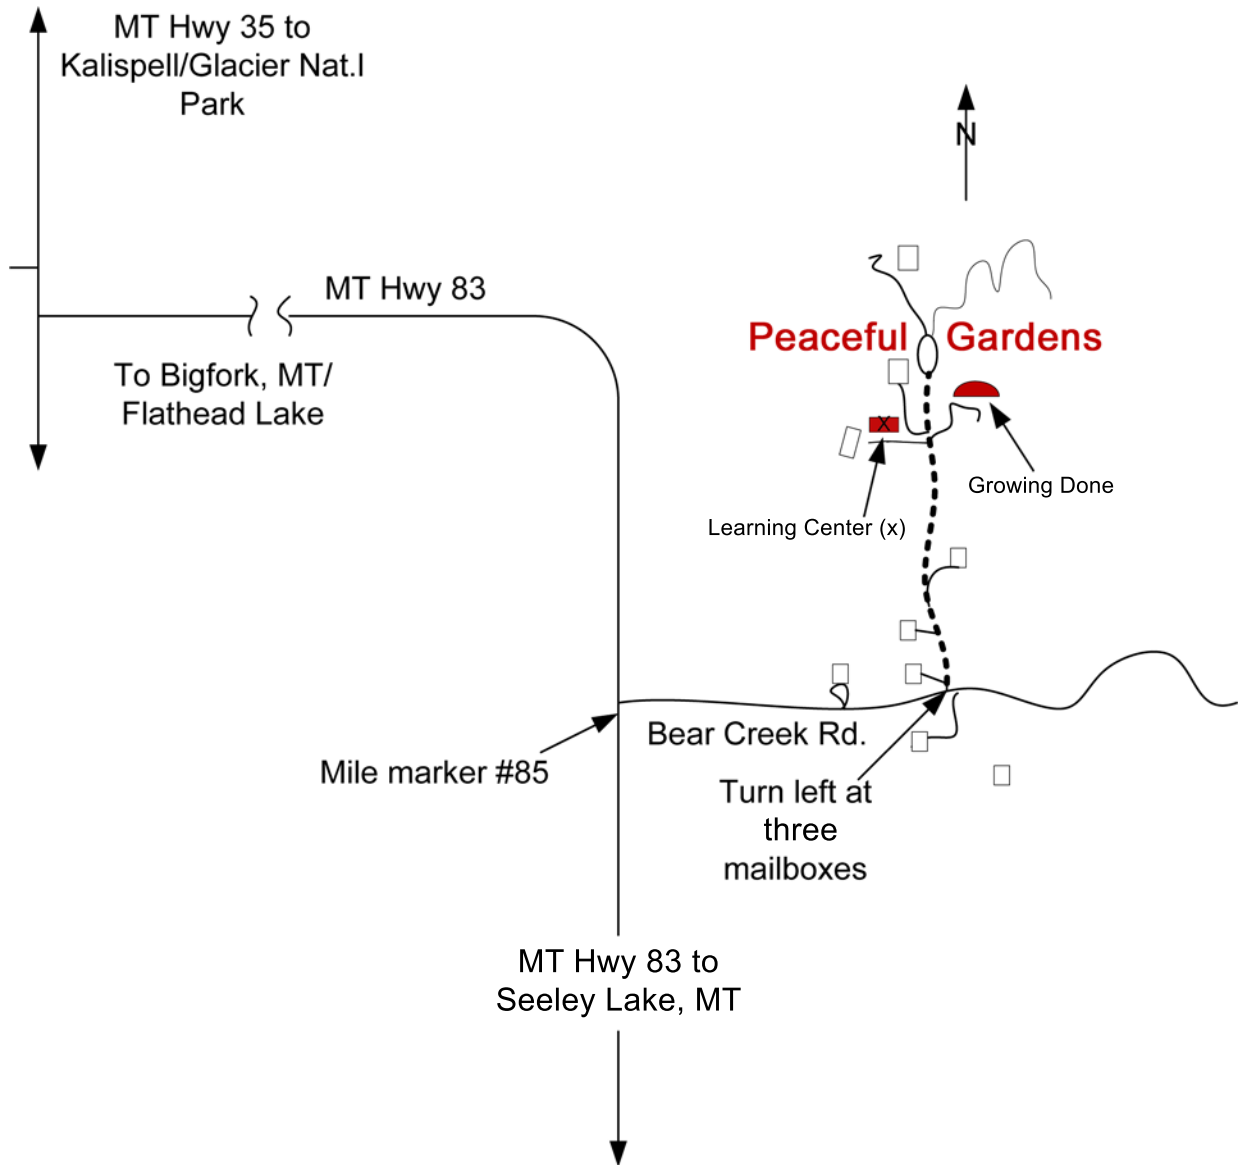 MT Hwy 35 to
Kalispell/Glacier Nat.l
Park
N
MT Hwy 83
Peaceful Gardens
To Bigfork, MT/
Flathead Lake
X
Growing Done
Learning Center (x)
Bear Creek Rd.
Mile marker #85
Turn left at
three
mailboxes
MT Hwy 83 to
Seeley Lake, MT